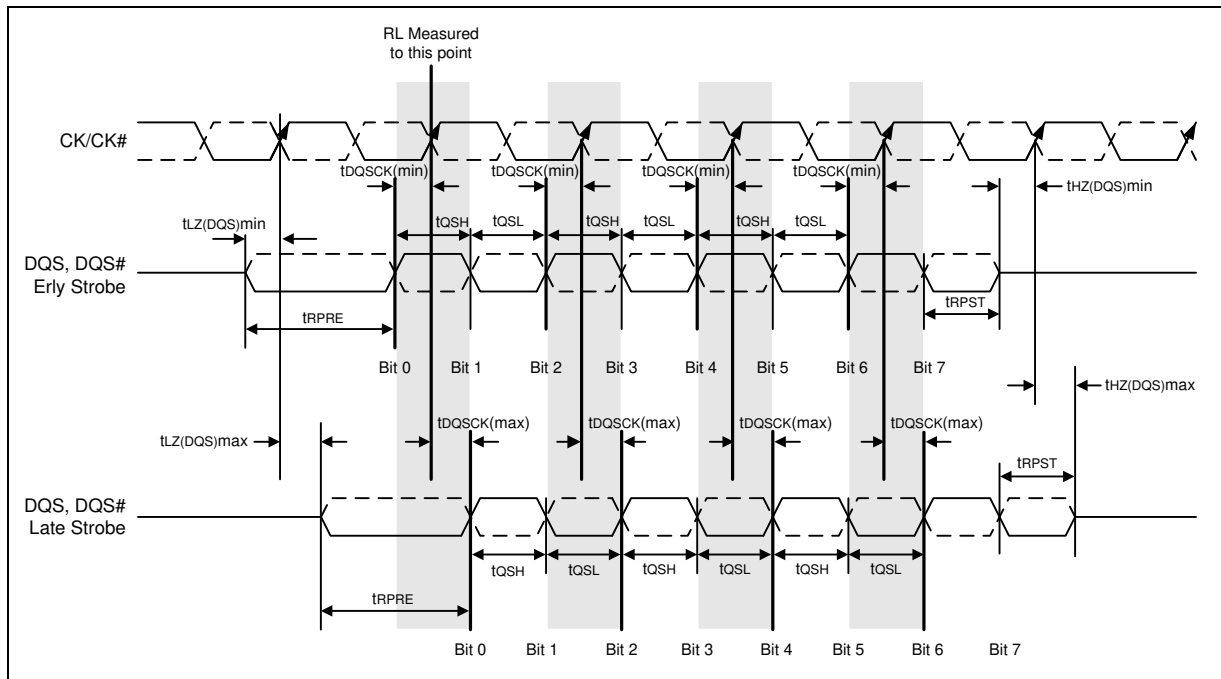 RL Measured
to this point
CK/CK#
tDQSCK(min) tDQSCK(min) tDQSCK(min) tDQSCK(min)
tHZ(DQS)min
tLZ(DQS)min
tQSH tQSL tQSH tQSL tQSH tQSL
DQS, DQS#
Erly Strobe
tRPST
tRPRE
Bit 0 Bit 1 Bit 2 Bit 3 Bit 4 Bit 5 Bit 6 Bit 7
tHZ(DQS)max
tDQSCK(max) tDQSCK(max) tDQSCK(max) tDQSCK(max)
tLZ(DQS)max
tRPST
DQS, DQS#
Late Strobe
tQSH tQSL tQSH tQSL tQSH tQSL
tRPRE
Bit 0 Bit 1 Bit 2 Bit 3 Bit 4 Bit 5 Bit 6 Bit 7